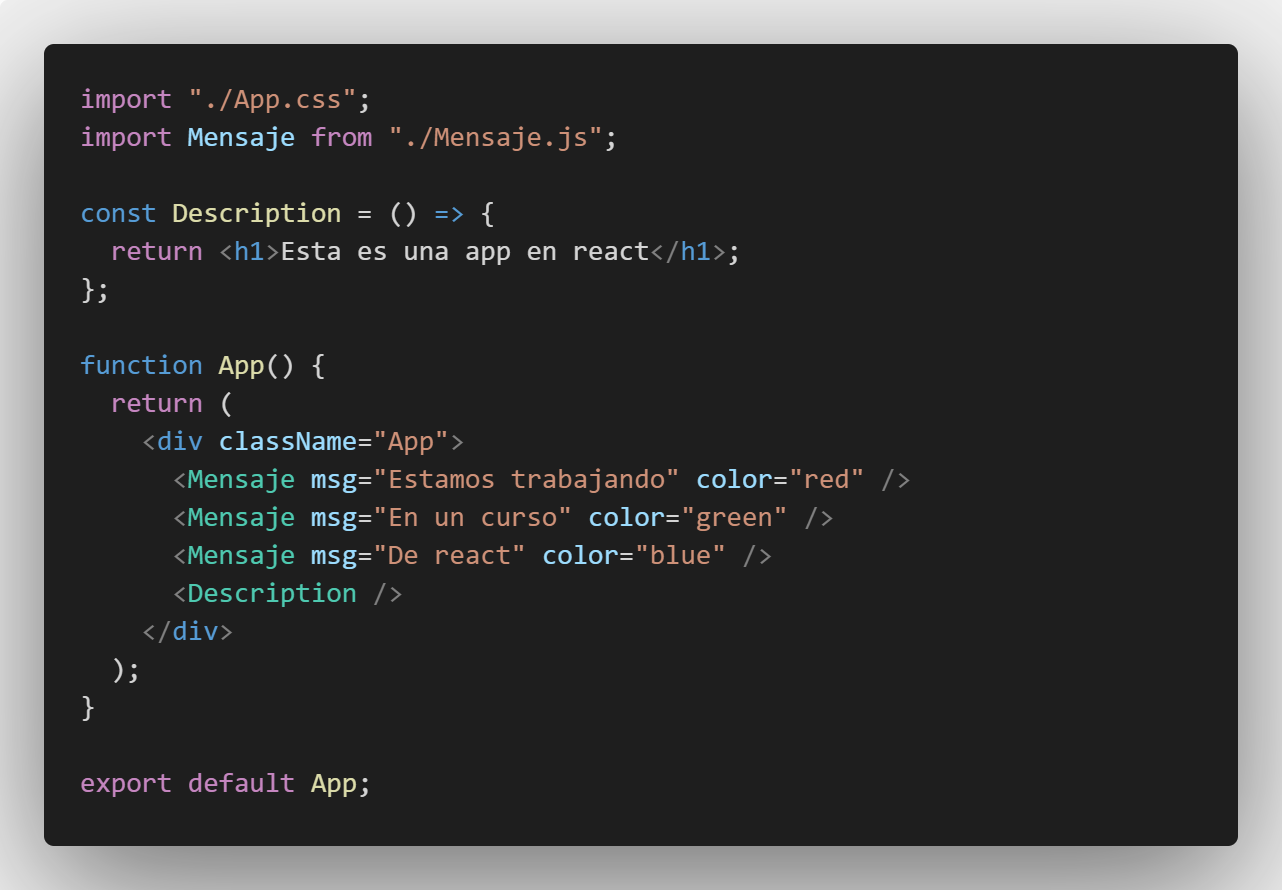 import "./App.css";
import Mensaje from "./Mensaje.js";

const Description = () => {
  return <h1>Esta es una app en react</h1>;
};

function App() {
  return (
    <div className="App">
      <Mensaje msg="Estamos trabajando" color="red" />
      <Mensaje msg="En un curso" color="green" />
      <Mensaje msg="De react" color="blue" />
      <Description />
    </div>
  );
}

export default App;